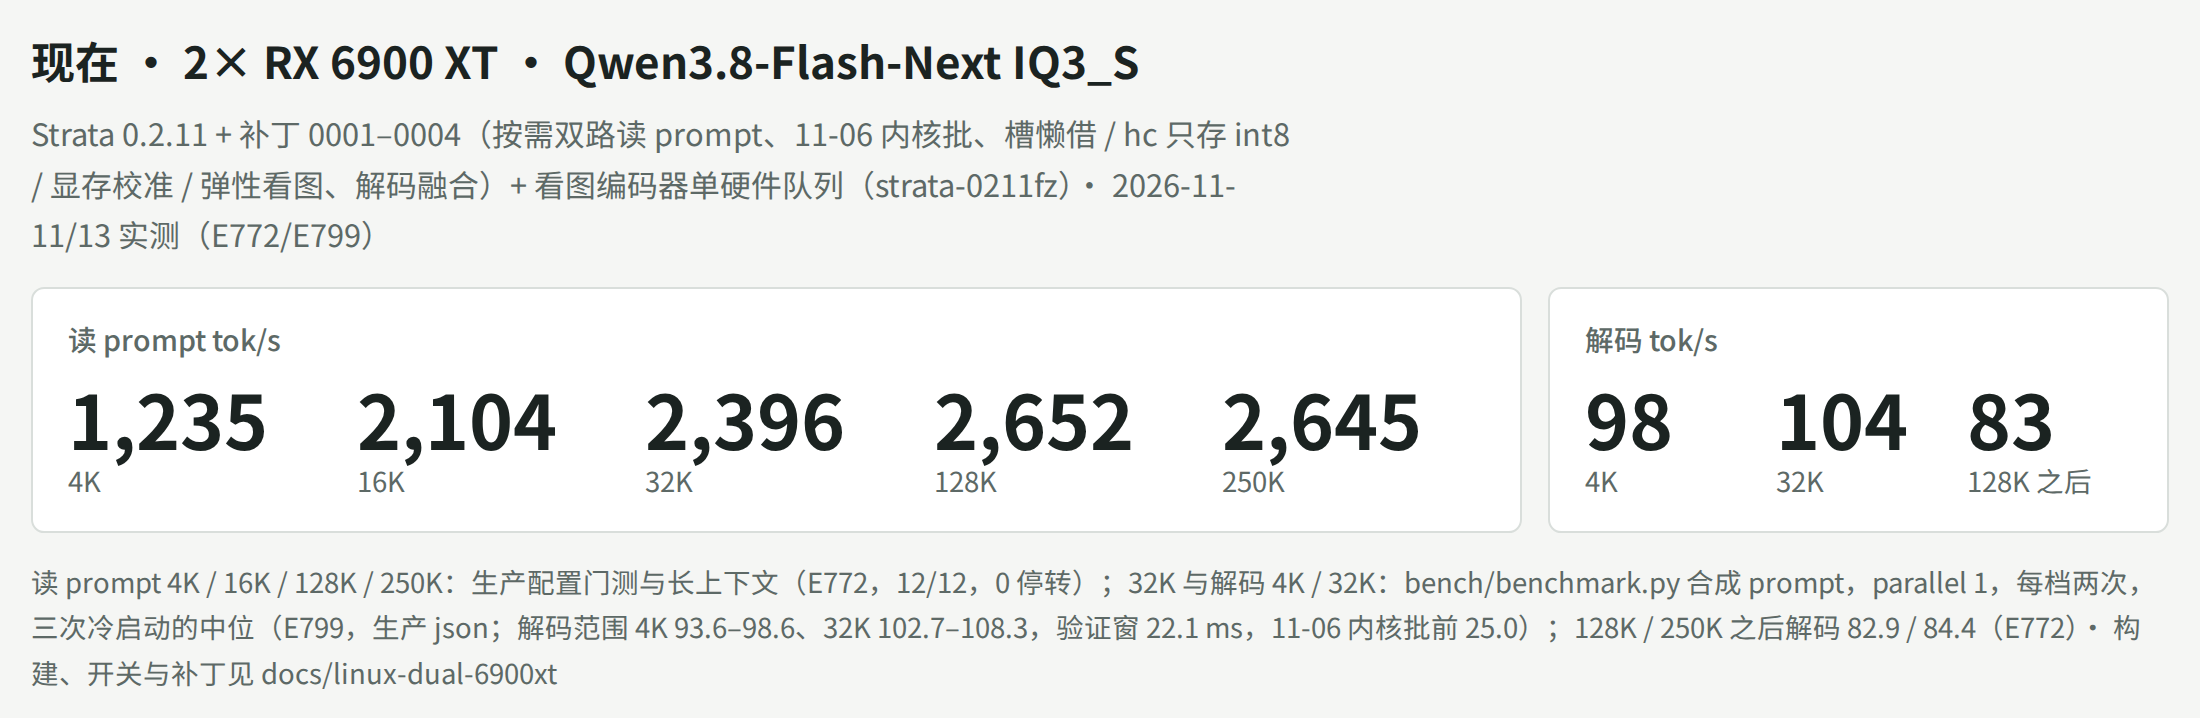 现在 · 2× RX 6900 XT · Qwen3.8-Flash-Next IQ3_S
Strata 0.2.11 + 补丁 0001–0004（按需双路读 prompt、11-06 内核批、槽懒借 / hc 只存 int8
/ 显存校准 / 弹性看图、解码融合）+ 看图编码器单硬件队列（strata-0211fz）· 2026-11-
11/13 实测（E772/E799）
读 prompt tok/s
1,235 2,104 2,396 2,652 2,645
4K 16K 32K 128K 250K
解码 tok/s
98 104 83
4K 32K 128K 之后
读 prompt 4K / 16K / 128K / 250K：生产配置门测与长上下文（E772，12/12，0 停转）；32K 与解码 4K / 32K：bench/benchmark.py 合成 prompt，parallel 1，每档两次，
三次冷启动的中位（E799，生产 json；解码范围 4K 93.6–98.6、32K 102.7–108.3，验证窗 22.1 ms，11-06 内核批前 25.0）；128K / 250K 之后解码 82.9 / 84.4（E772）· 构
建、开关与补丁见 docs/linux-dual-6900xt